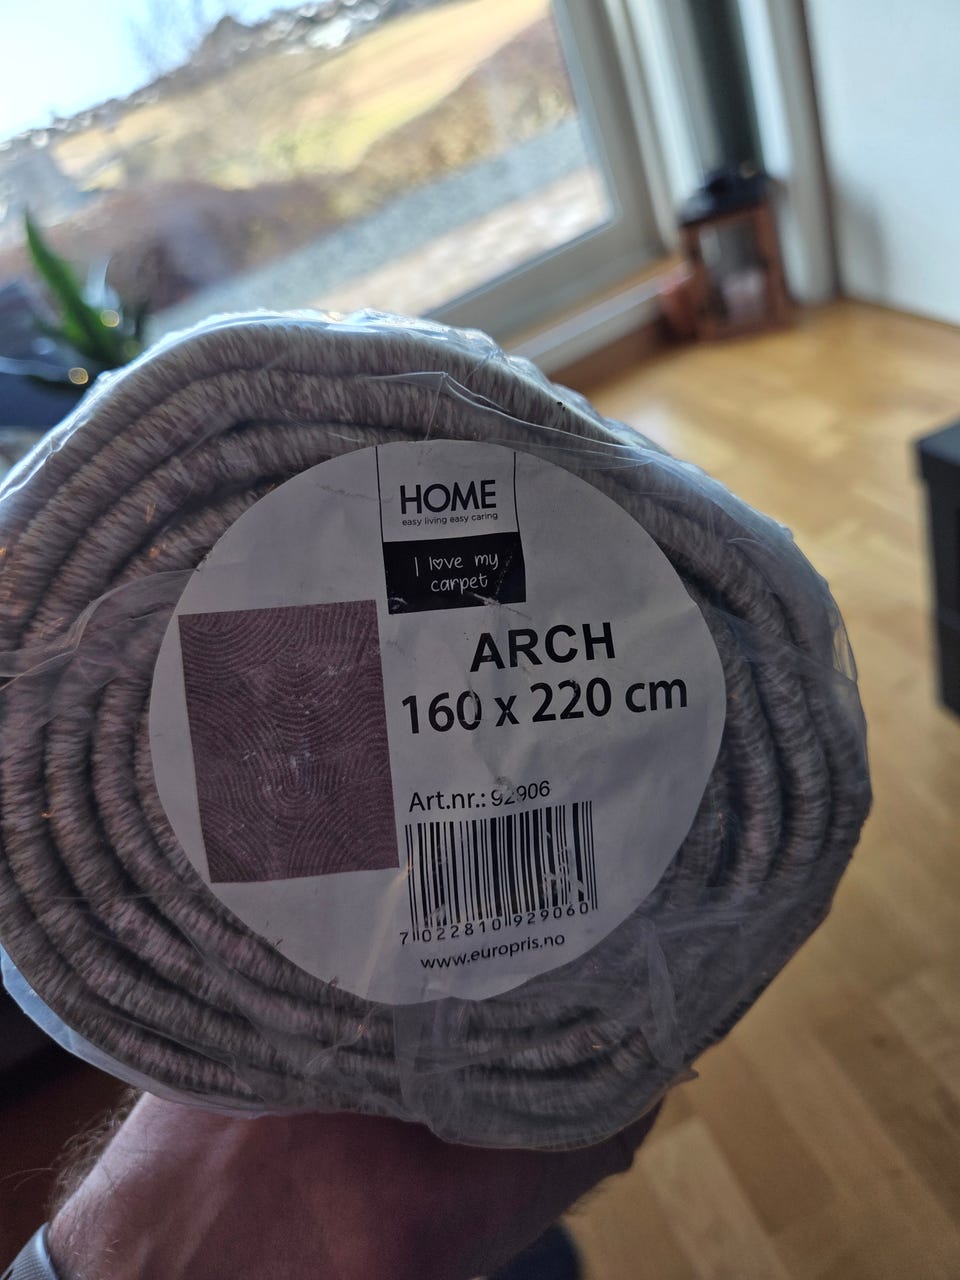 HOME
easy living easy caring
I love my
carpet
ARCH
160 x 220 cm
Art.nr.: 92906
7 022810 929060
www.europris.no